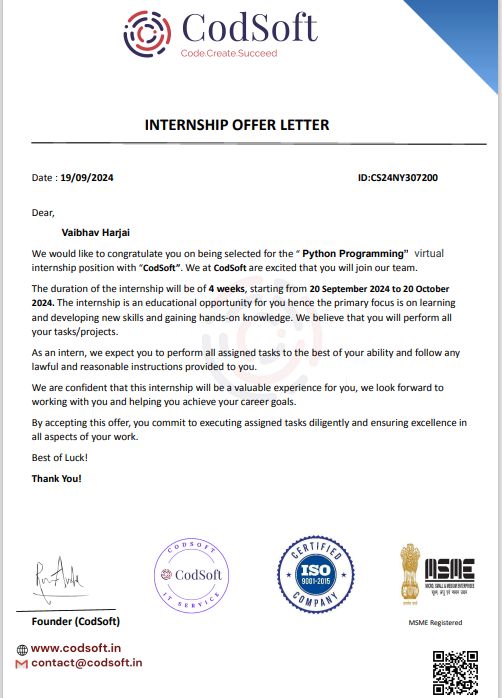 CodSoft
Code.Create.Succeed
INTERNSHIP OFFER LETTER
Date : 19/09/2024 ID:CS24NY307200
Dear,
Vaibhav Harjai
We would like to congratulate you on being selected for the “ Python Programming” virtual
internship position with “CodSoft”. We at CodSoft are excited that you will join our team.
The duration of the internship will be of 4 weeks, starting from 20 September 2024 to 20 October
2024. The internship is an educational opportunity for you hence the primary focus is on learning
and developing new skills and gaining hands-on knowledge. We believe that you will perform all
your tasks/projects.
As an intern, we expect you to perform all assigned tasks to the best of your ability and follow any
lawful and reasonable instructions provided to you.
We are confident that this internship will be a valuable experience for you, we look forward to
working with you and helping you achieve your career goals.
By accepting this offer, you commit to executing assigned tasks diligently and ensuring excellence in
all aspects of your work.
Best of Luck!
Thank You!
CODSOFT
CodSoft
IT SERVICE
CERTIFIED
ISO
9001-2015
COMPANY
MSME
MICRO, SMALL & MEDIUM ENTERPRISES
सूक्ष्म, लघु एवं मध्यम उद्यम
Founder (CodSoft)
MSME Registered
www.codsoft.in
contact@codsoft.in